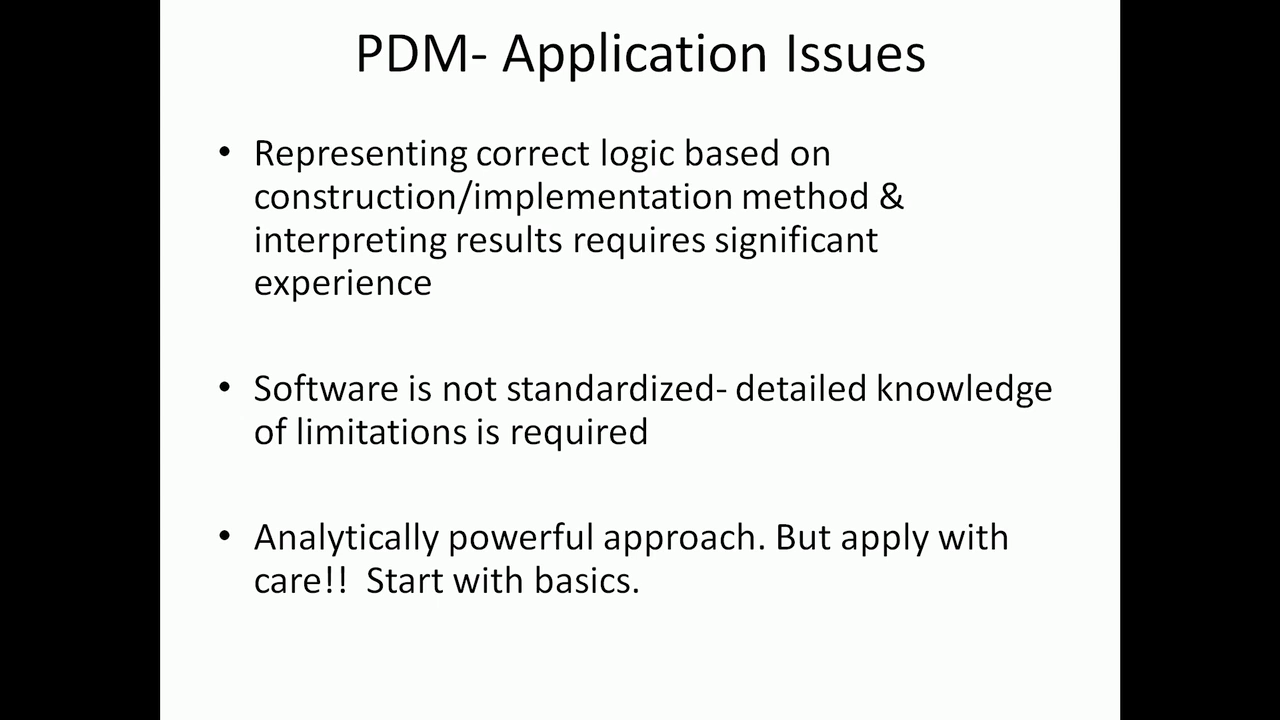 PDM- Application Issues
• Representing correct logic based on
construction/implementation method &
interpreting results requires significant
experience
• Software is not standardized- detailed knowledge
of limitations is required
• Analytically powerful approach. But apply with
care!!  Start with basics.